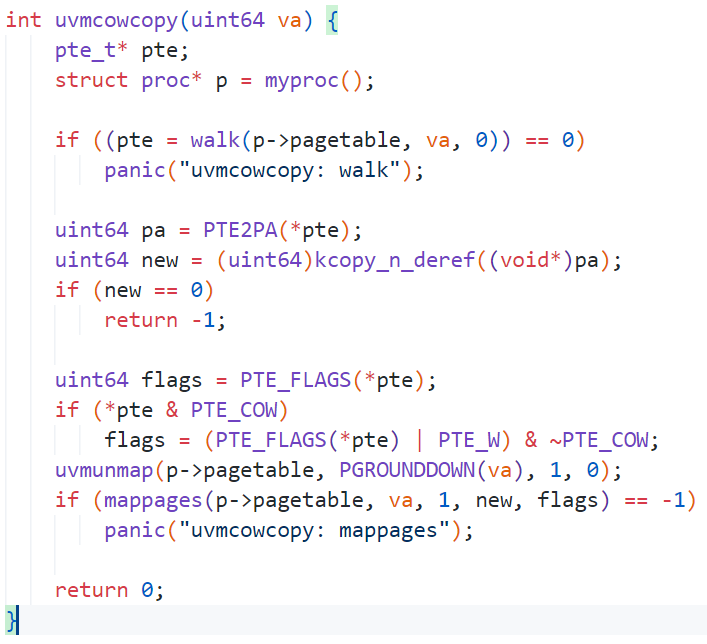 int uvmcowcopy(uint64 va) {
    pte_t* pte;
    struct proc* p = myproc();

    if ((pte = walk(p->pagetable, va, 0)) == 0)
        panic("uvmcowcopy: walk");

    uint64 pa = PTE2PA(*pte);
    uint64 new = (uint64)kcopy_n_deref((void*)pa);
    if (new == 0)
        return -1;

    uint64 flags = PTE_FLAGS(*pte);
    if (*pte & PTE_COW)
        flags = (PTE_FLAGS(*pte) | PTE_W) & ~PTE_COW;
    uvmunmap(p->pagetable, PGROUNDDOWN(va), 1, 0);
    if (mappages(p->pagetable, va, 1, new, flags) == -1)
        panic("uvmcowcopy: mappages");

    return 0;
}